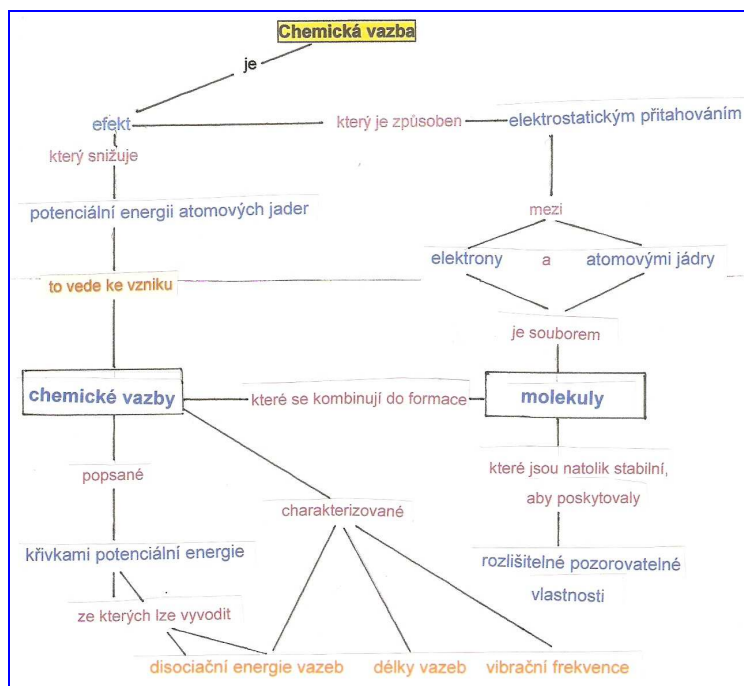 Chemická vazba
je
efekt
který je způsoben
elektrostatickým přitahováním
který snižuje
potenciální energii atomových jader
mezi
elektrony a atomovými jádry
to vede ke vzniku
je souborem
chemické vazby
které se kombinují do formace
molekuly
popsané
které jsou natolik stabilní,
aby poskytovaly
charakterizované
křivkami potenciální energie
rozlišitelné pozorovatelné
vlastnosti
ze kterých lze vyvodit
disociační energie vazeb
délky vazeb
vibrační frekvence